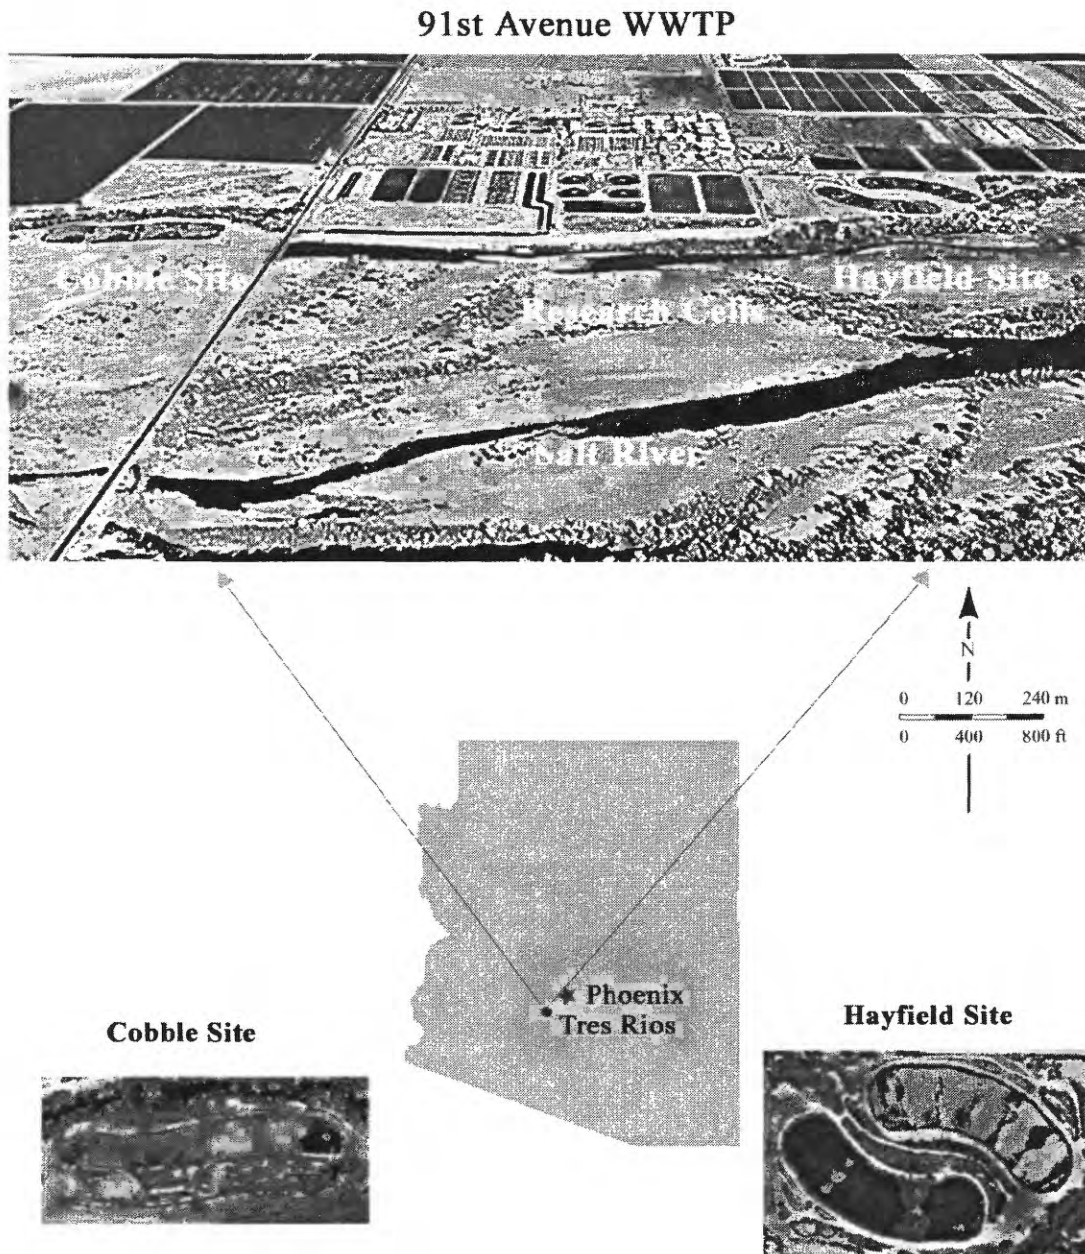 91st Avenue WWTP
Cobble Site
Hayfield Site
Research Cells
Salt River
N
0 120 240 m
0 400 800 ft
Phoenix
Tres Rios
Cobble Site
Hayfield Site